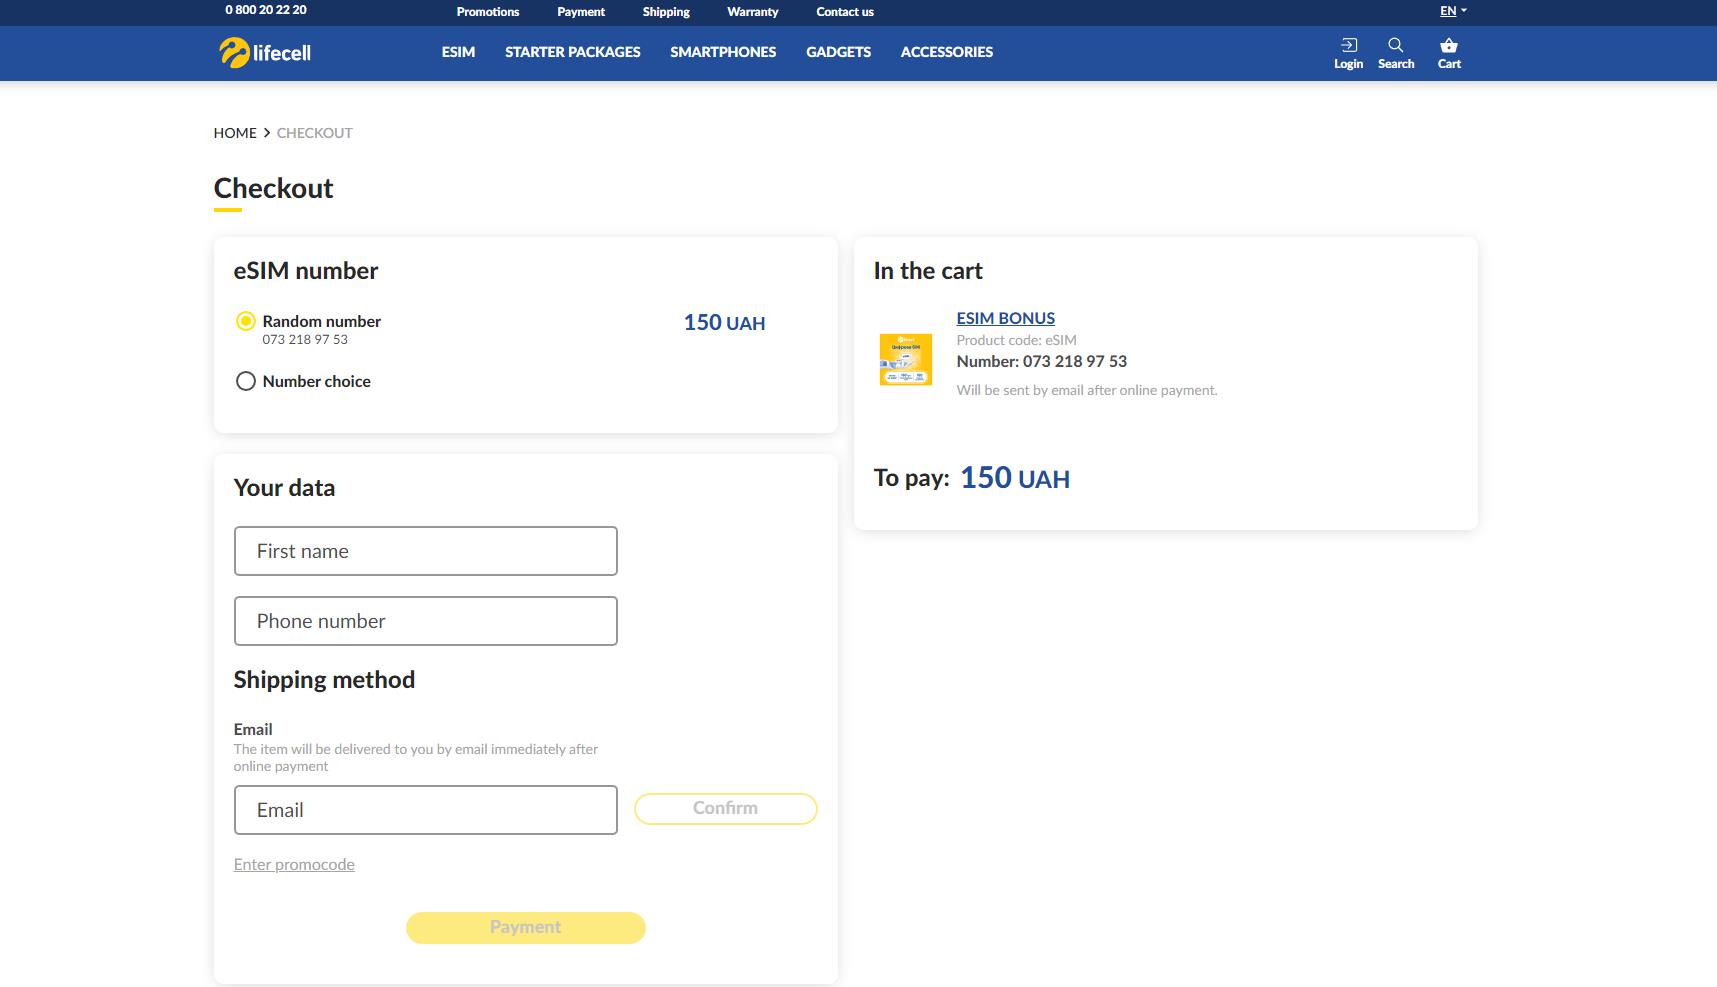 0 800 20 22 20
Promotions
Payment
Shipping
Warranty
Contact us
EN
lifecell
ESIM
STARTER PACKAGES
SMARTPHONES
GADGETS
ACCESSORIES
Login
Search
Cart
HOME > CHECKOUT
Checkout
eSIM number
Random number
150 UAH
073 218 97 53
Number choice
Your data
First name
Phone number
Shipping method
Email
The item will be delivered to you by email immediately after
online payment
Email
Confirm
Enter promocode
Payment
In the cart
ESIM BONUS
Product code: eSIM
Number: 073 218 97 53
Will be sent by email after online payment.
To pay: 150 UAH